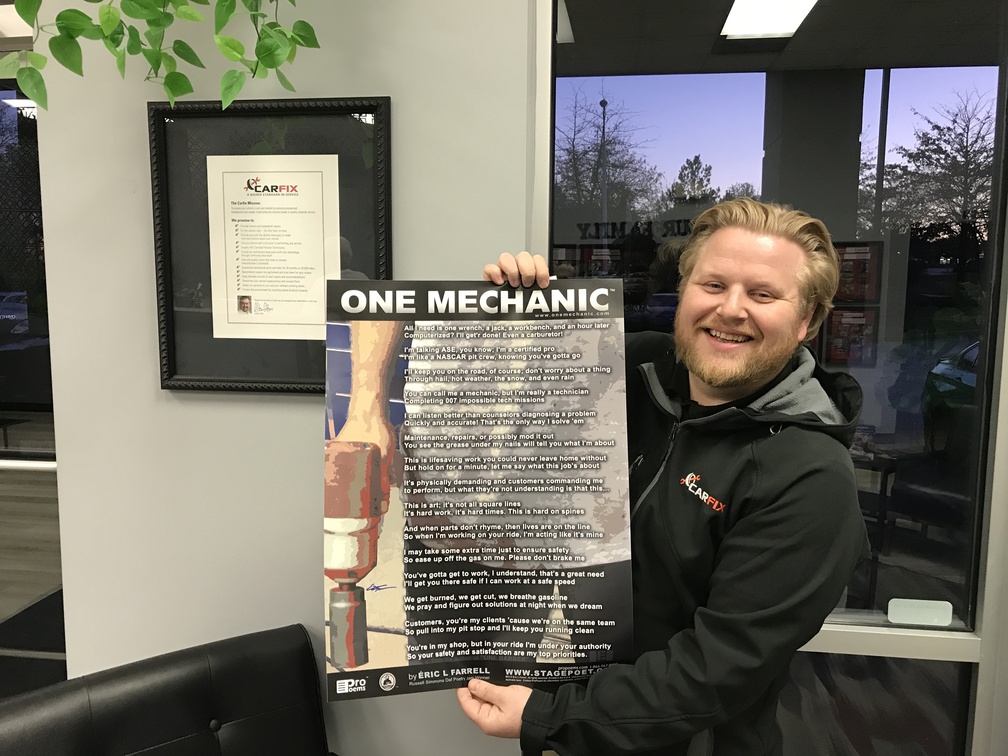 CARFIX
The Carfix Mission
We promise to:
UR FAMILY
ONE MECHANIC™
www.onemechanic.com
All I need is one wrench, a jack, a workbench, and an hour later
Computerized? I'll get'r done! Even a carburetor!
I'm talking ASE, you know, I'm a certified pro
I'm like a NASCAR pit crew, knowing you've gotta go
I'll keep you on the road, of course; don't worry about a thing
Through hail, hot weather, the snow, and even rain
You can call me a mechanic, but I'm really a technician
Completing 007 impossible tech missions
I can listen better than counselors diagnosing a problem
Quickly and accurate! That's the only way I solve 'em
Maintenance, repairs, or possibly mod it out
You see the grease under my nails will tell you what I'm about
This is lifesaving work you could never leave home without
But hold on for a minute, let me say what this job's about
It's physically demanding and customers commanding me
to perform, but what they're not understanding is that this...
This is art; it's not all square lines
It's hard work, it's hard times. This is hard on spines
And when parts don't rhyme, then lives are on the line
So when I'm working on your ride, I'm acting like it's mine
I may take some extra time just to ensure safety
So ease up off the gas on me. Please don't brake me
You've gotta get to work, I understand, that's a great need
I'll get you there safe if I can work at a safe speed
We get burned, we get cut, we breathe gasoline
We pray and figure out solutions at night when we dream
Customers, you're my clients 'cause we're on the same team
So pull into my pit stop and I'll keep you running clean
You're in my shop, but in your ride I'm under your authority
So your safety and satisfaction are my top priorities.
Pro Poems
by ERIC L FARRELL
Russell Simmons Def Poetry Jam Winner
propoems.com
WWW.STAGEPOET.C
CARFIX